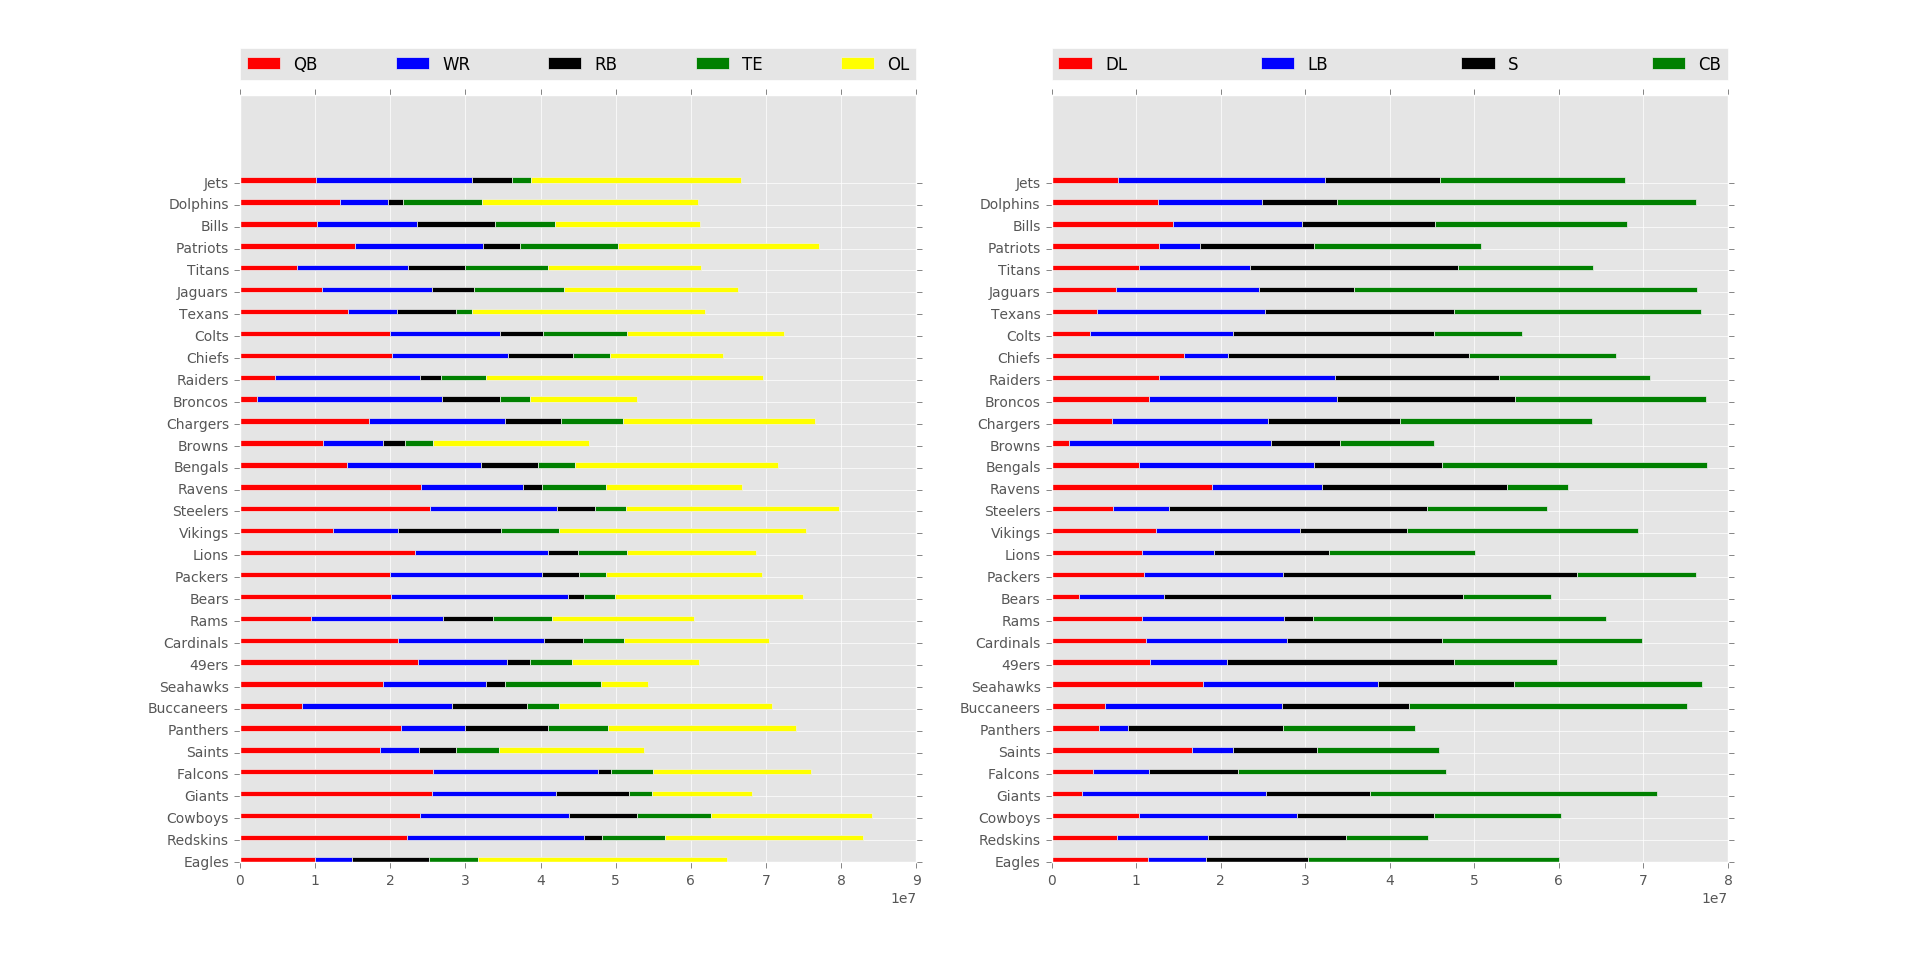 QB WR RB TE OL
Jets
Dolphins
Bills
Patriots
Titans
Jaguars
Texans
Colts
Chiefs
Raiders
Broncos
Chargers
Browns
Bengals
Ravens
Steelers
Vikings
Lions
Packers
Bears
Rams
Cardinals
49ers
Seahawks
Buccaneers
Panthers
Saints
Falcons
Giants
Cowboys
Redskins
Eagles
0 1 2 3 4 5 6 7 8 9
1e7
DL LB S CB
Jets
Dolphins
Bills
Patriots
Titans
Jaguars
Texans
Colts
Chiefs
Raiders
Broncos
Chargers
Browns
Bengals
Ravens
Steelers
Vikings
Lions
Packers
Bears
Rams
Cardinals
49ers
Seahawks
Buccaneers
Panthers
Saints
Falcons
Giants
Cowboys
Redskins
Eagles
0 1 2 3 4 5 6 7 8
1e7